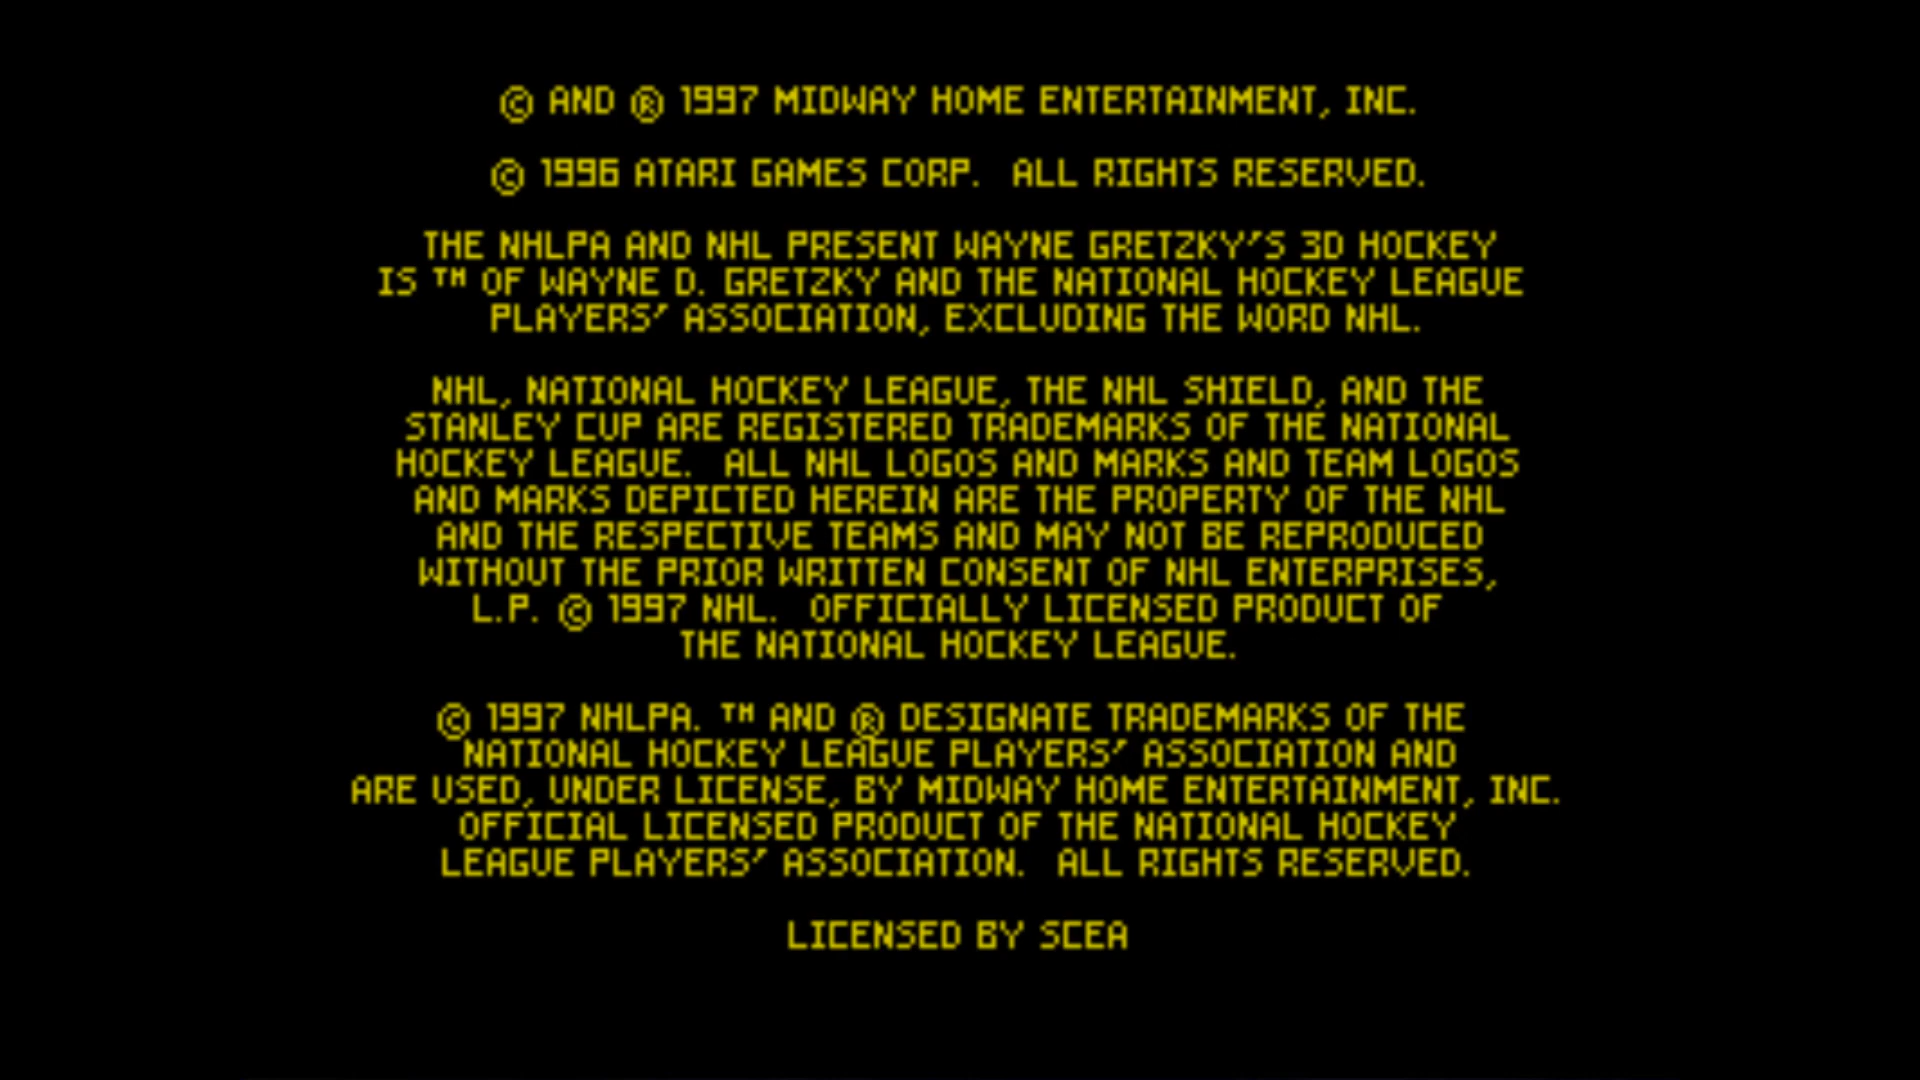 © AND ® 1997 MIDWAY HOME ENTERTAINMENT, INC.
© 1996 ATARI GAMES CORP.  ALL RIGHTS RESERVED.
THE NHLPA AND NHL PRESENT WAYNE GRETZKY'S 3D HOCKEY
IS ™ OF WAYNE D. GRETZKY AND THE NATIONAL HOCKEY LEAGUE
PLAYERS' ASSOCIATION, EXCLUDING THE WORD NHL.
NHL, NATIONAL HOCKEY LEAGUE, THE NHL SHIELD, AND THE
STANLEY CUP ARE REGISTERED TRADEMARKS OF THE NATIONAL
HOCKEY LEAGUE.  ALL NHL LOGOS AND MARKS AND TEAM LOGOS
AND MARKS DEPICTED HEREIN ARE THE PROPERTY OF THE NHL
AND THE RESPECTIVE TEAMS AND MAY NOT BE REPRODUCED
WITHOUT THE PRIOR WRITTEN CONSENT OF NHL ENTERPRISES,
L.P. © 1997 NHL.  OFFICIALLY LICENSED PRODUCT OF
THE NATIONAL HOCKEY LEAGUE.
© 1997 NHLPA. ™ AND ® DESIGNATE TRADEMARKS OF THE
NATIONAL HOCKEY LEAGUE PLAYERS' ASSOCIATION AND
ARE USED, UNDER LICENSE, BY MIDWAY HOME ENTERTAINMENT, INC.
OFFICIAL LICENSED PRODUCT OF THE NATIONAL HOCKEY
LEAGUE PLAYERS' ASSOCIATION.  ALL RIGHTS RESERVED.
LICENSED BY SCEA